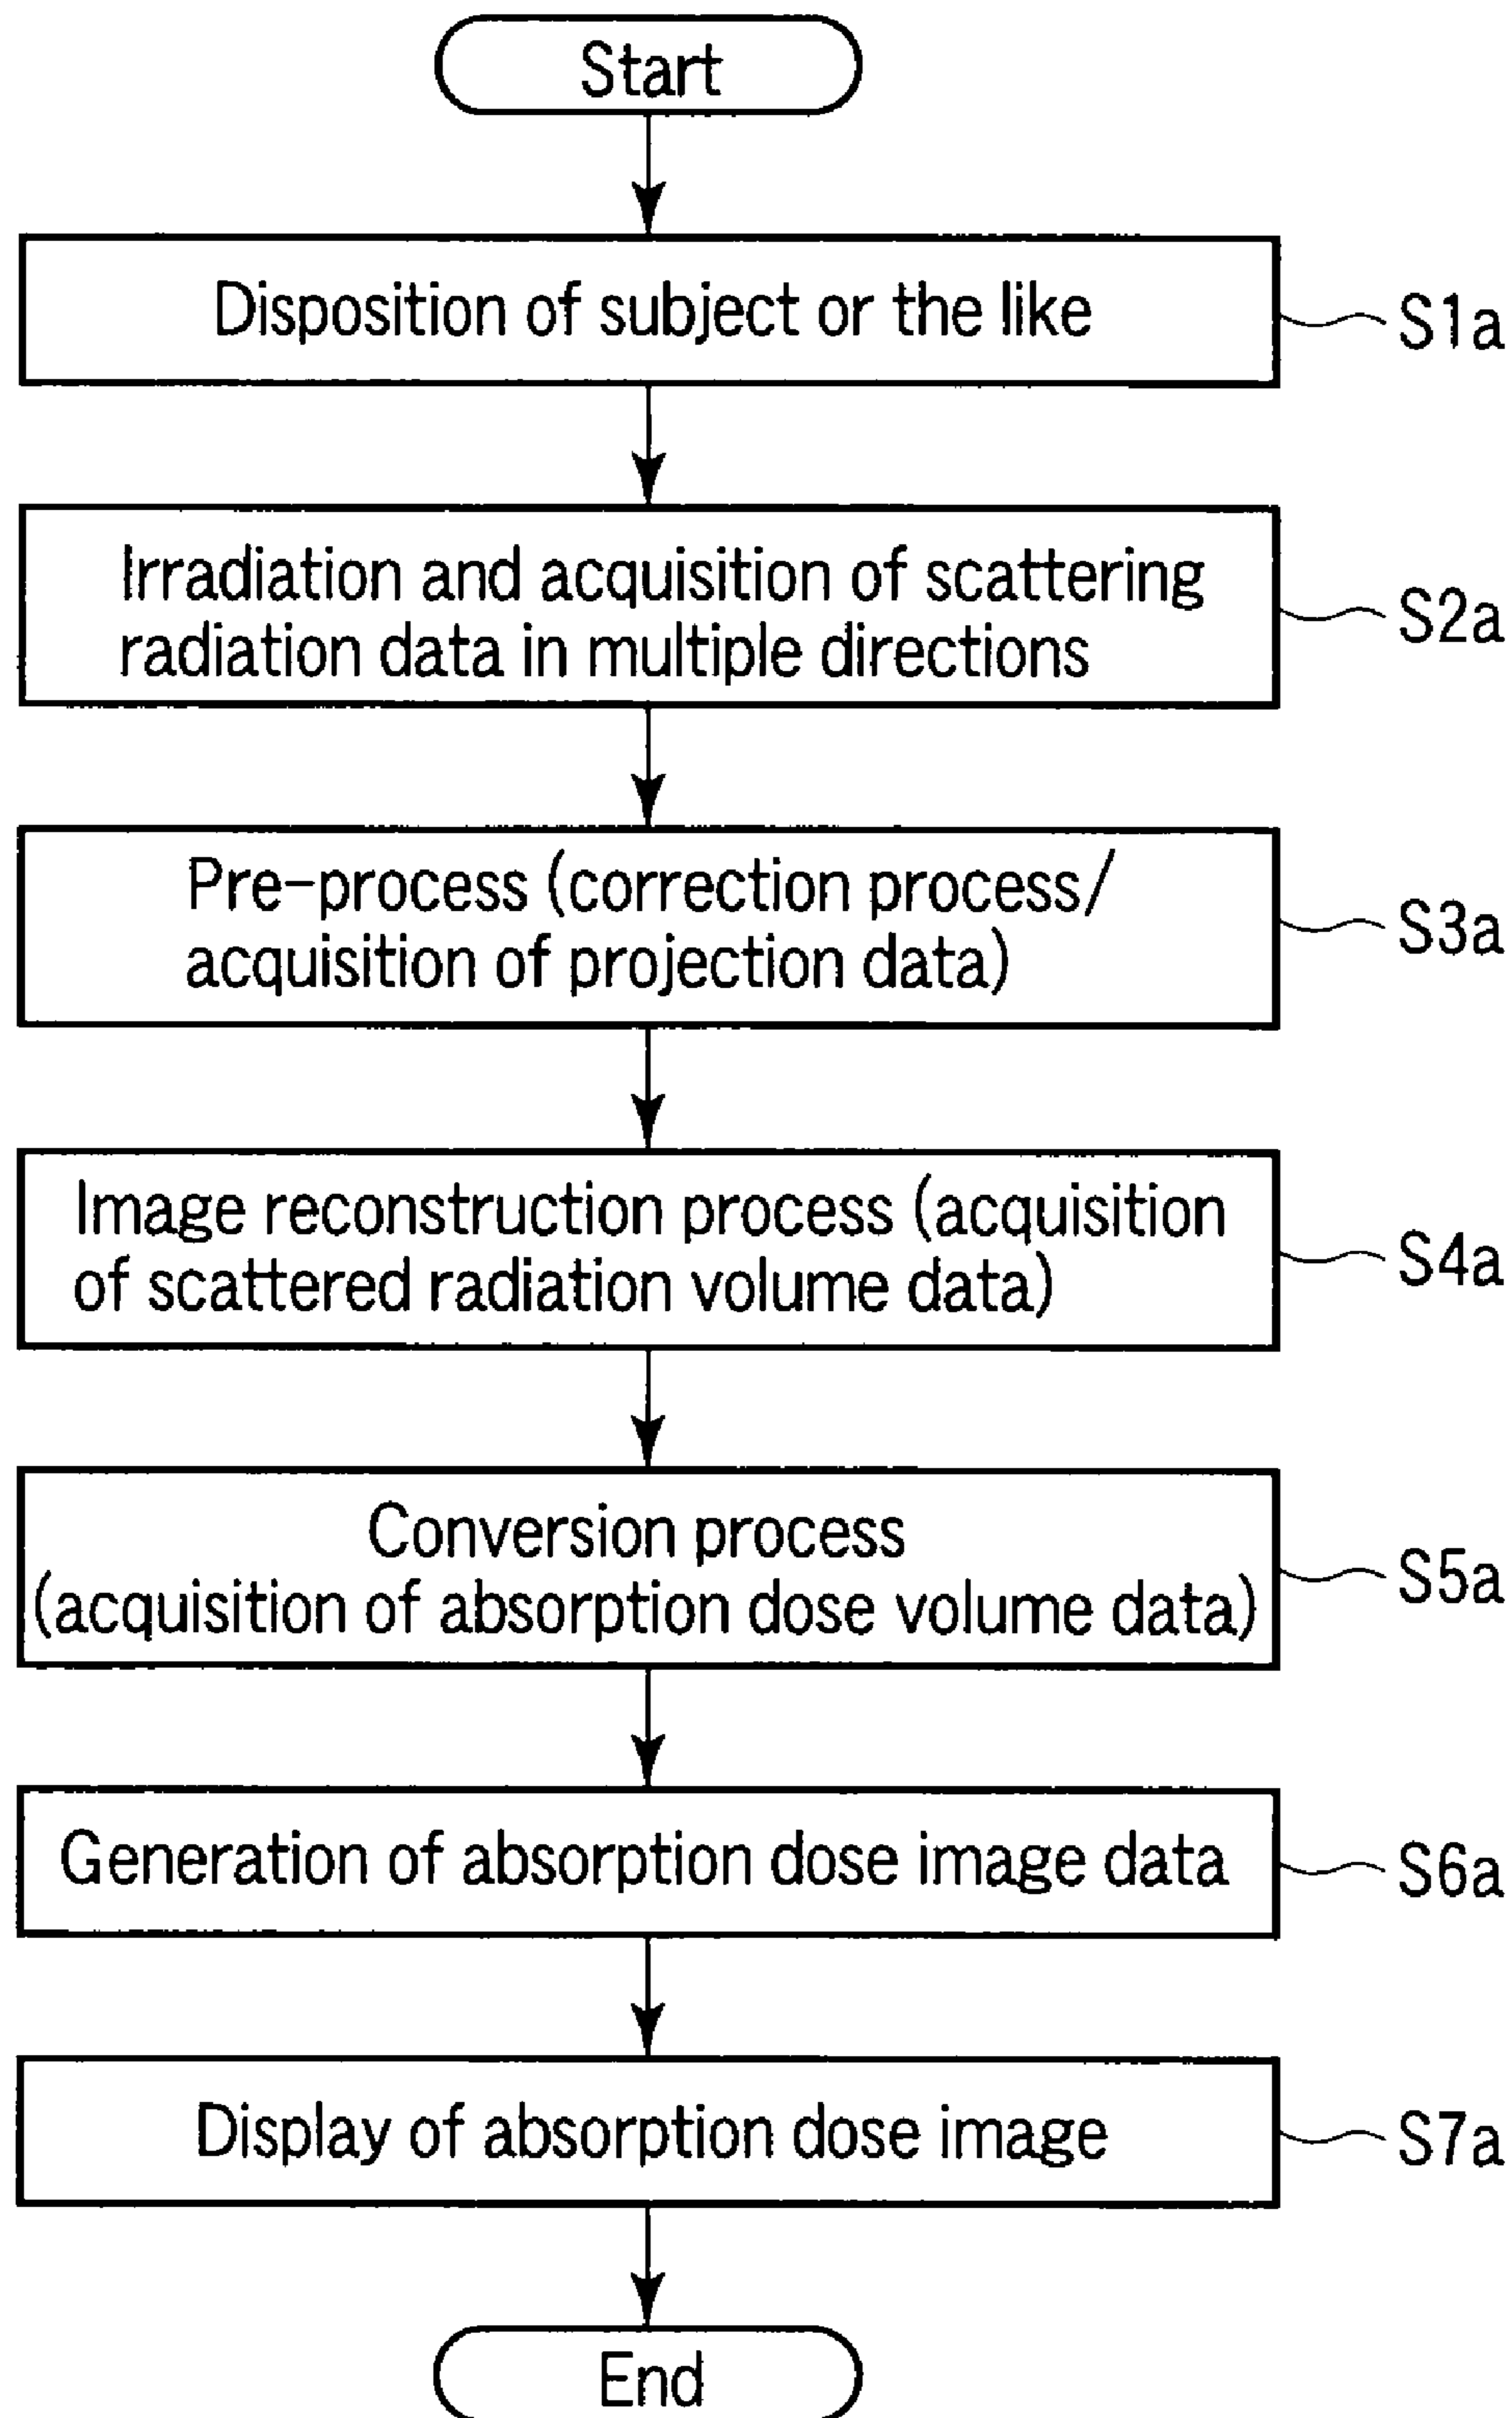 Start
Disposition of subject or the like
S1a
Irradiation and acquisition of scattering
radiation data in multiple directions
S2a
Pre-process (correction process/
acquisition of projection data)
S3a
Image reconstruction process (acquisition
of scattered radiation volume data)
S4a
Conversion process
(acquisition of absorption dose volume data)
S5a
Generation of absorption dose image data
S6a
Display of absorption dose image
S7a
End